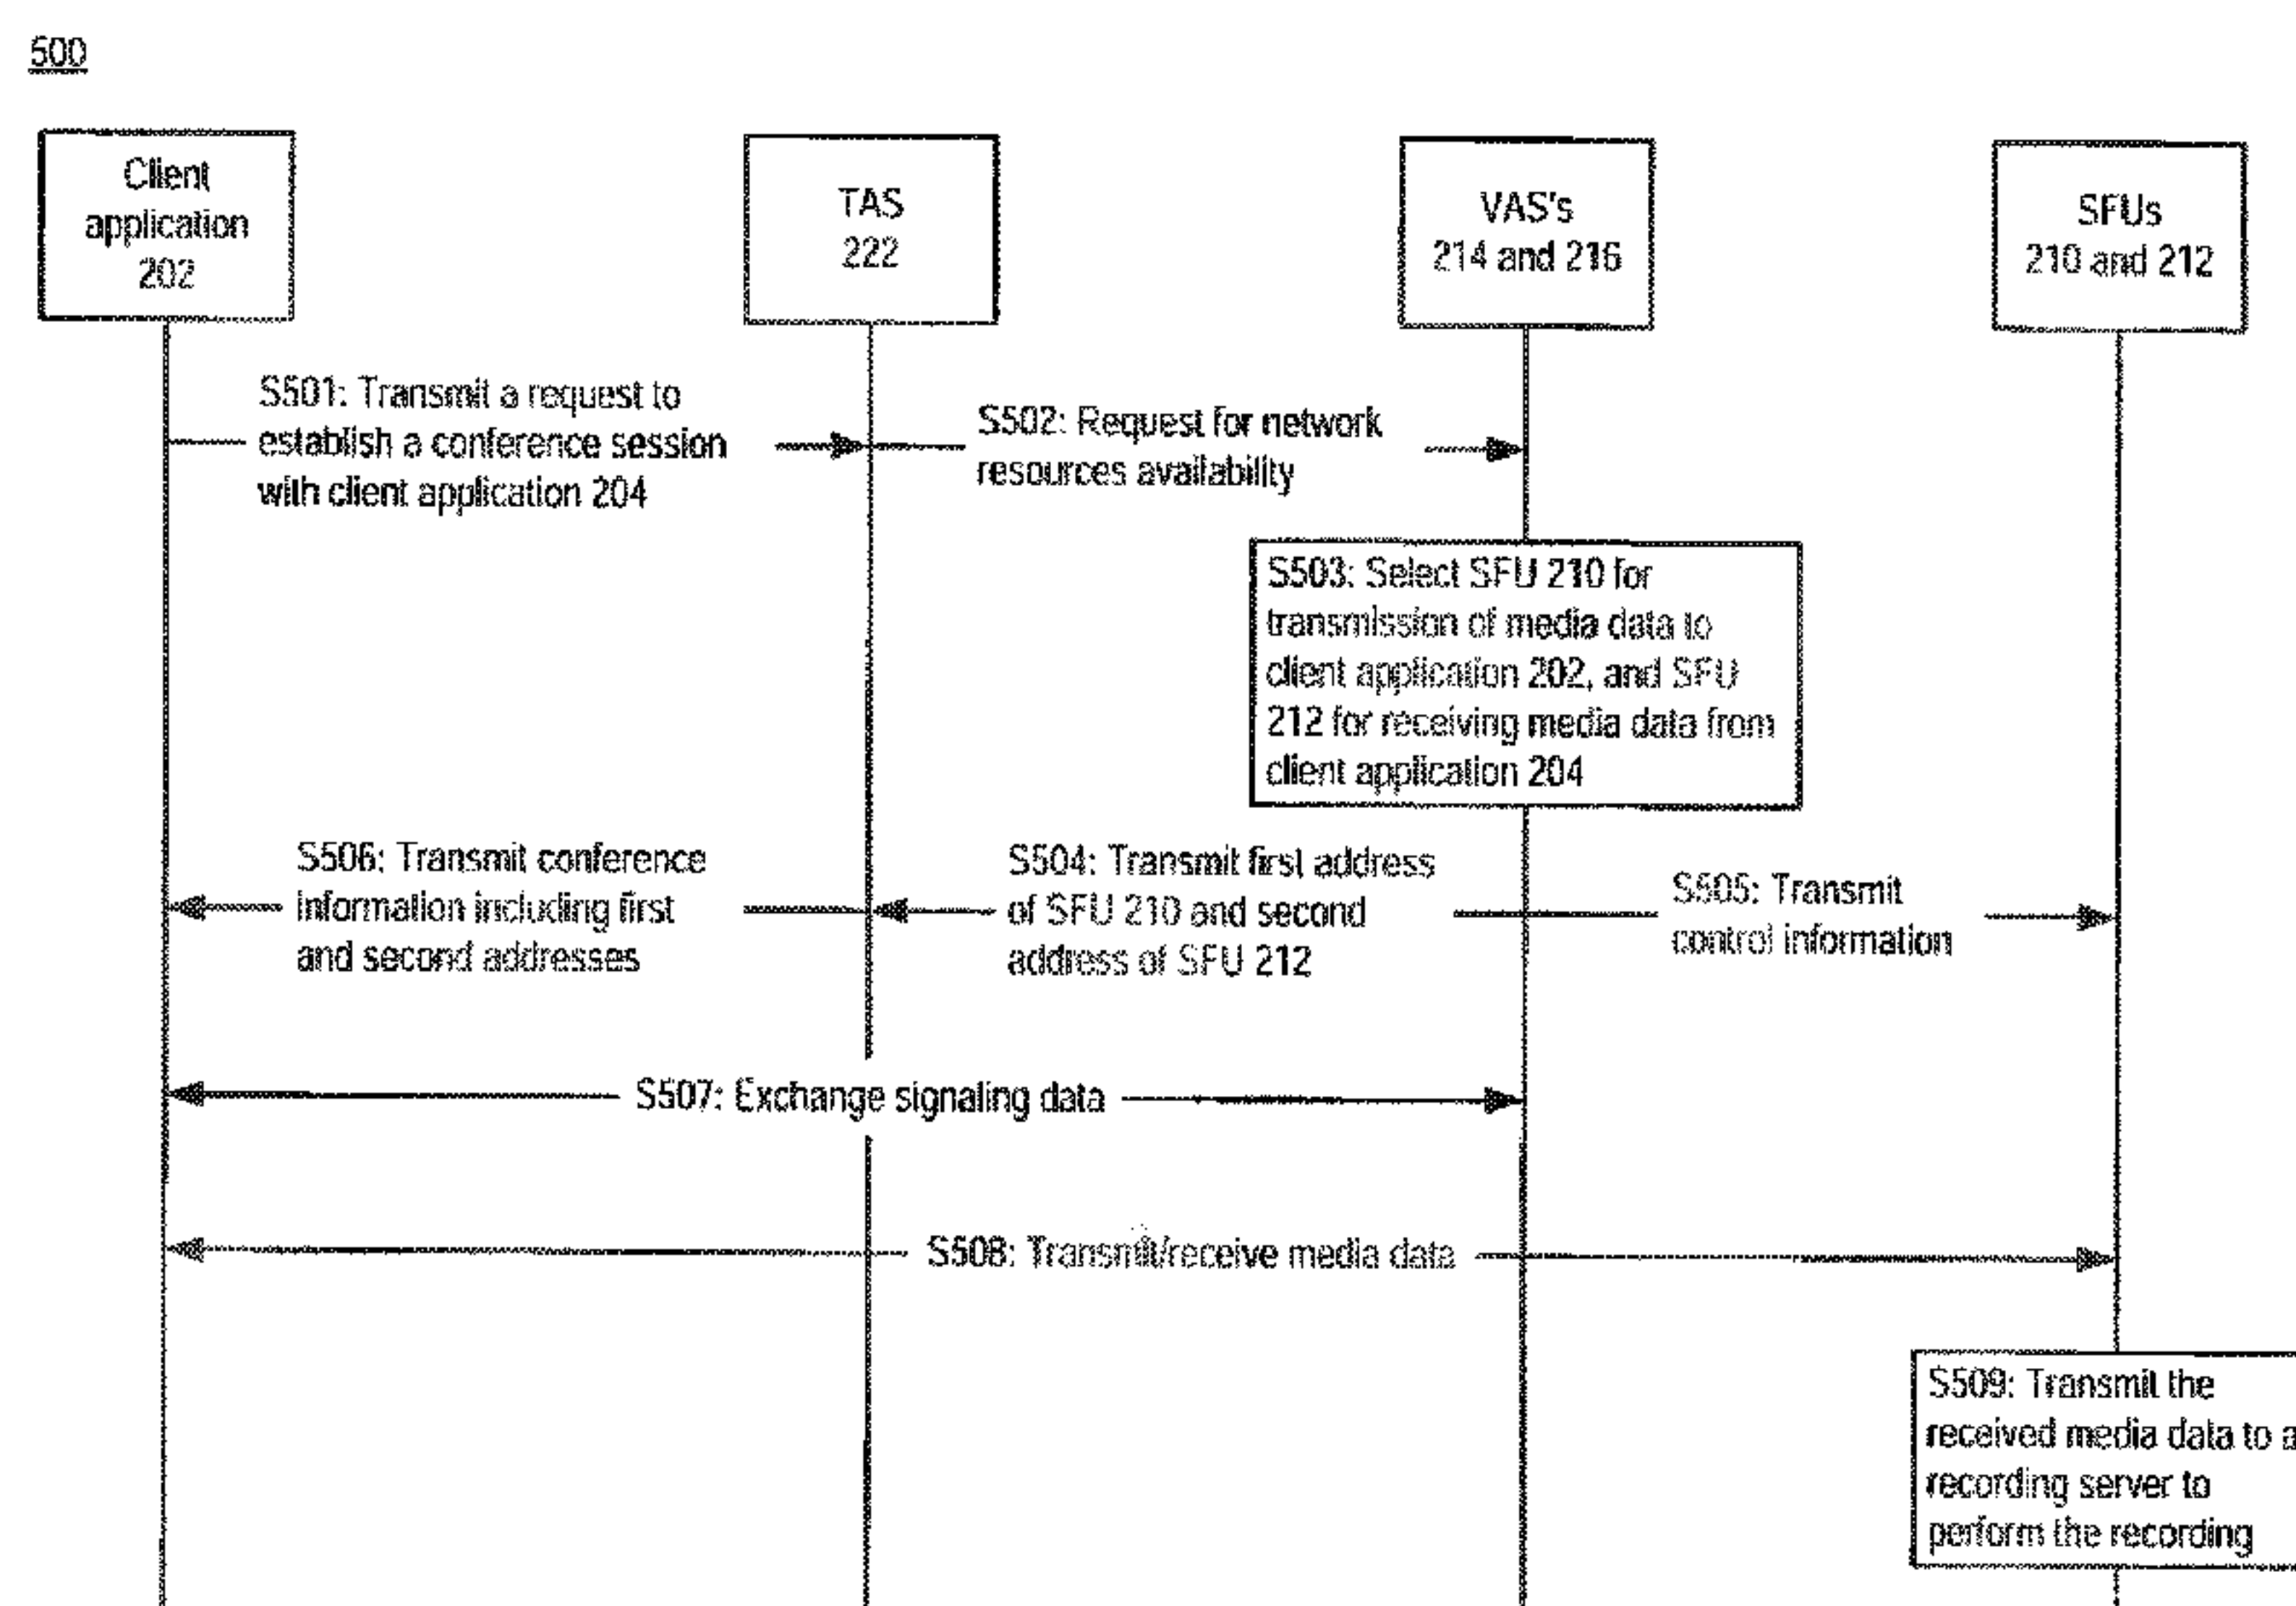 500
Client
application
202
TAS
222
VAS's
214 and 216
SFUs
210 and 212
S501: Transmit a request to
establish a conference session
with client application 204
S502: Request for network
resources availability
S503: Select SFU 210 for
transmission of media data to
client application 202, and SFU
212 for receiving media data from
client application 204
S506: Transmit conference
information including first
and second addresses
S504: Transmit first address
of SFU 210 and second
address of SFU 212
S505: Transmit
control information
S507: Exchange signaling data
S508: Transmit/receive media data
S509: Transmit the
received media data to a
recording server to
perform the recording